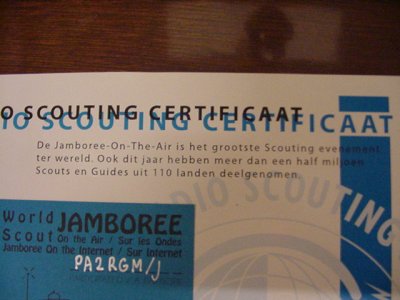 O SCOUTING CERTIFICAAT
IO SCOUTING CERTIFICAAT
De Jamboree-On-The-Air is het grootste Scouting evenement
ter wereld. Ook dit jaar hebben meer dan een half miljoen
Scouts en Guides uit 110 landen deelgenomen.
DIO SCOUTING
World JAMBOREE
Scout On the Air / Sur les Ondes
Jamboree On the Internet / Sur Internet
PA2RGM/J